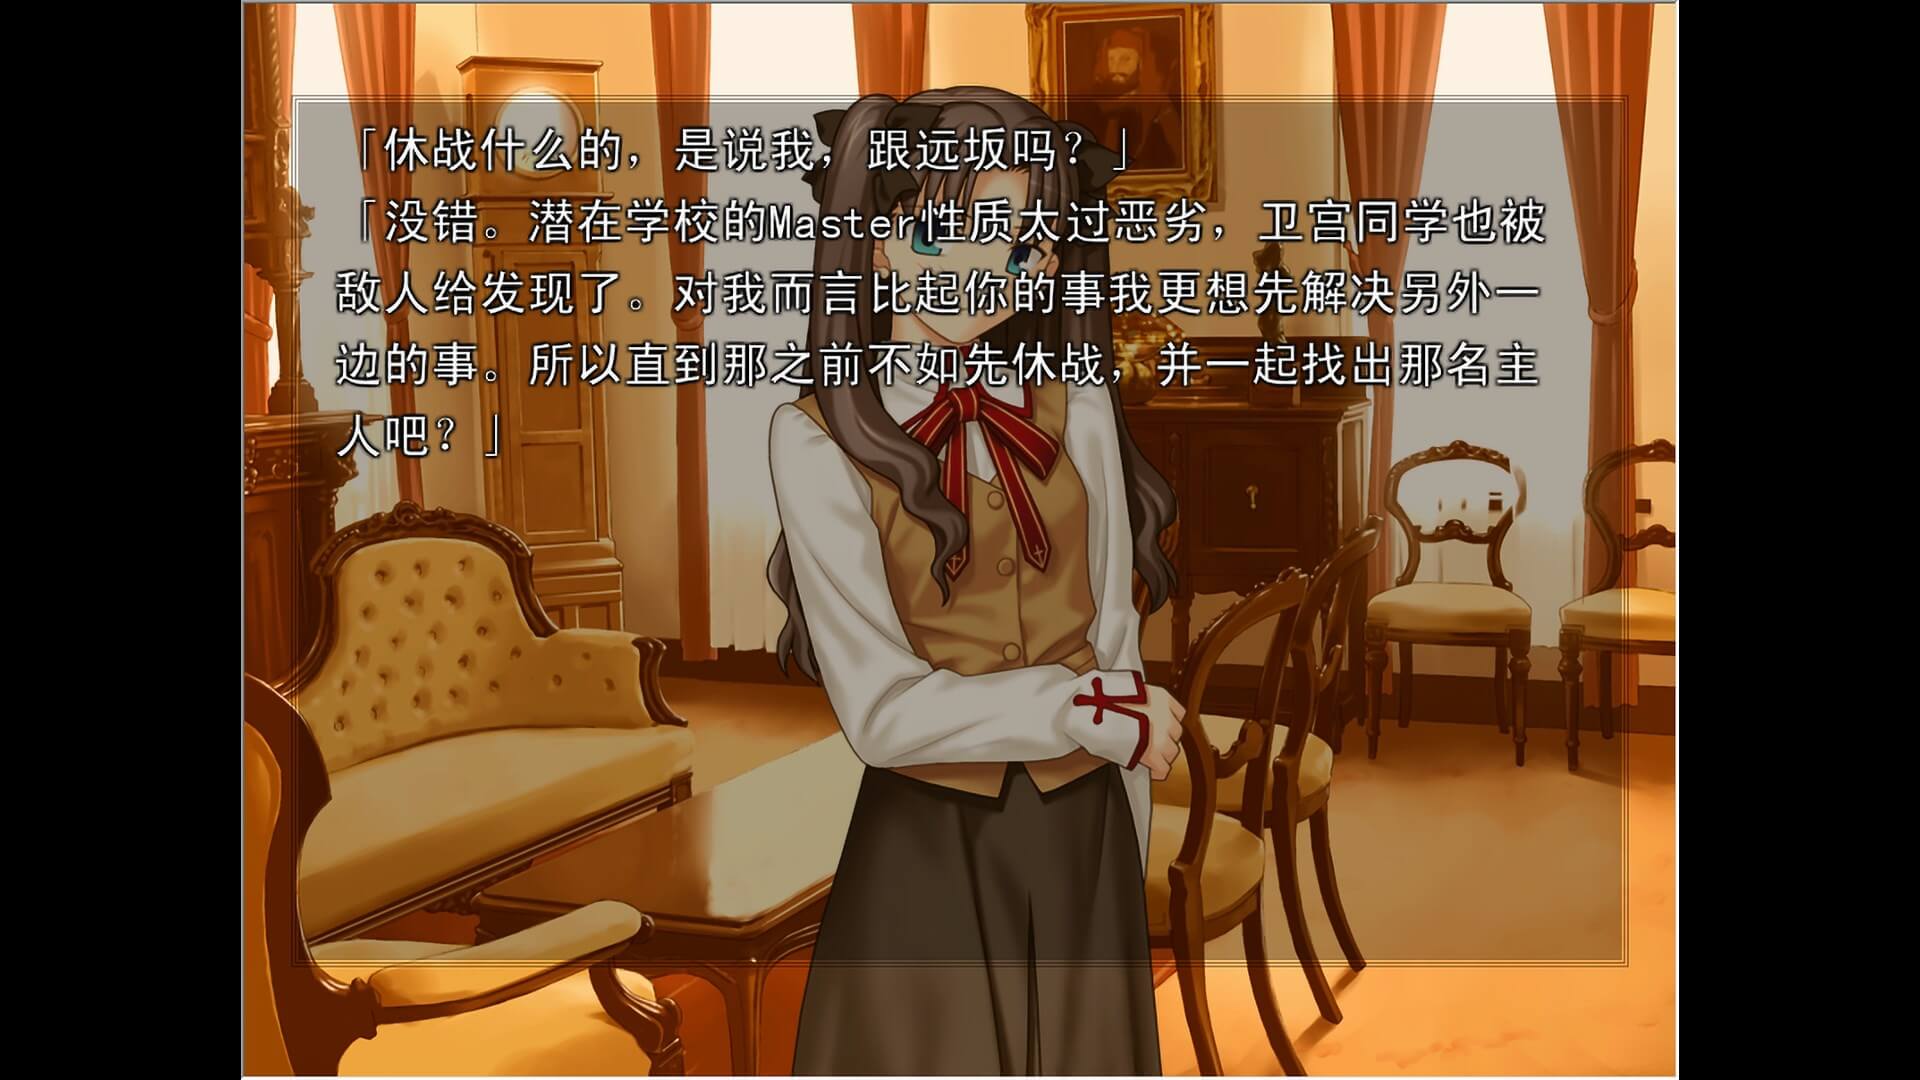 「休战什么的，是说我，跟远坂吗？」
「没错。潜在学校的Master性质太过恶劣，卫宫同学也被
敌人给发现了。对我而言比起你的事我更想先解决另外一
边的事。所以直到那之前不如先休战，并一起找出那名主
人吧？」